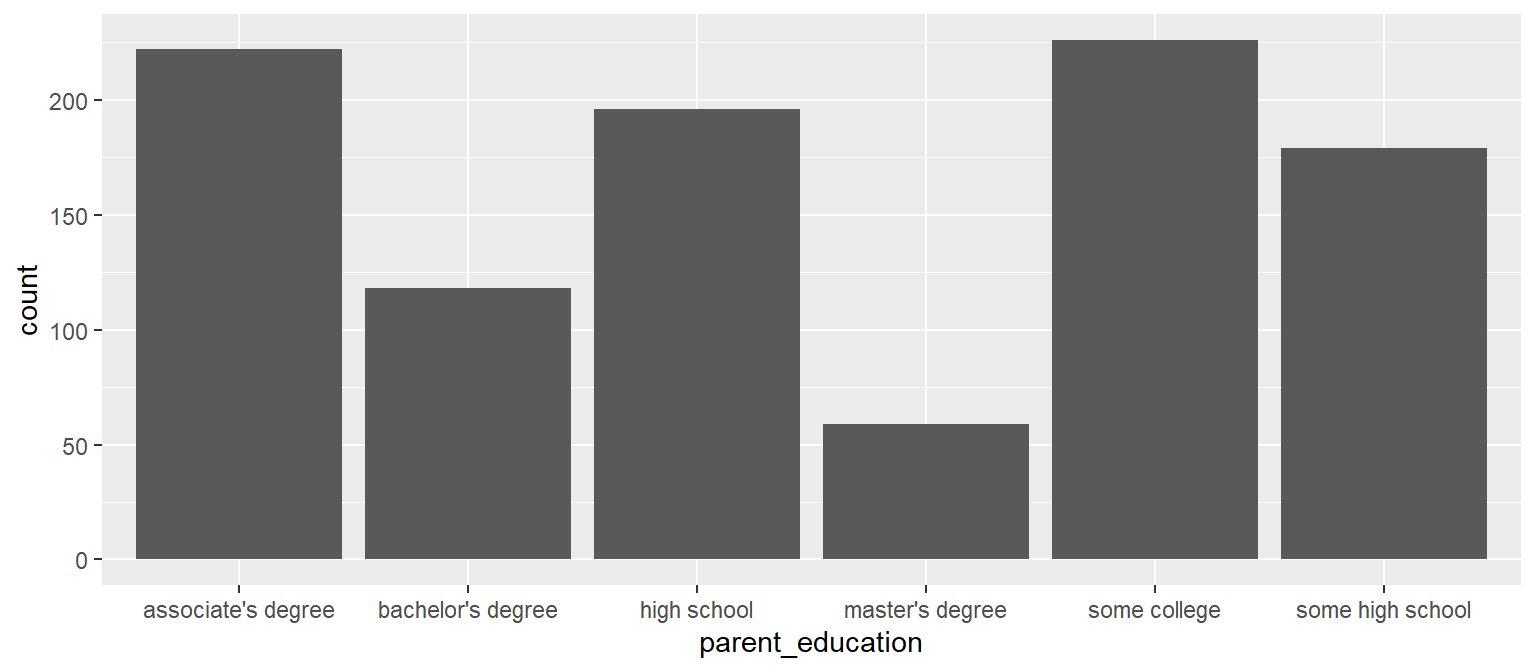 count
200
150
100
50
0
associate's degree bachelor's degree high school master's degree some college some high school
parent_education